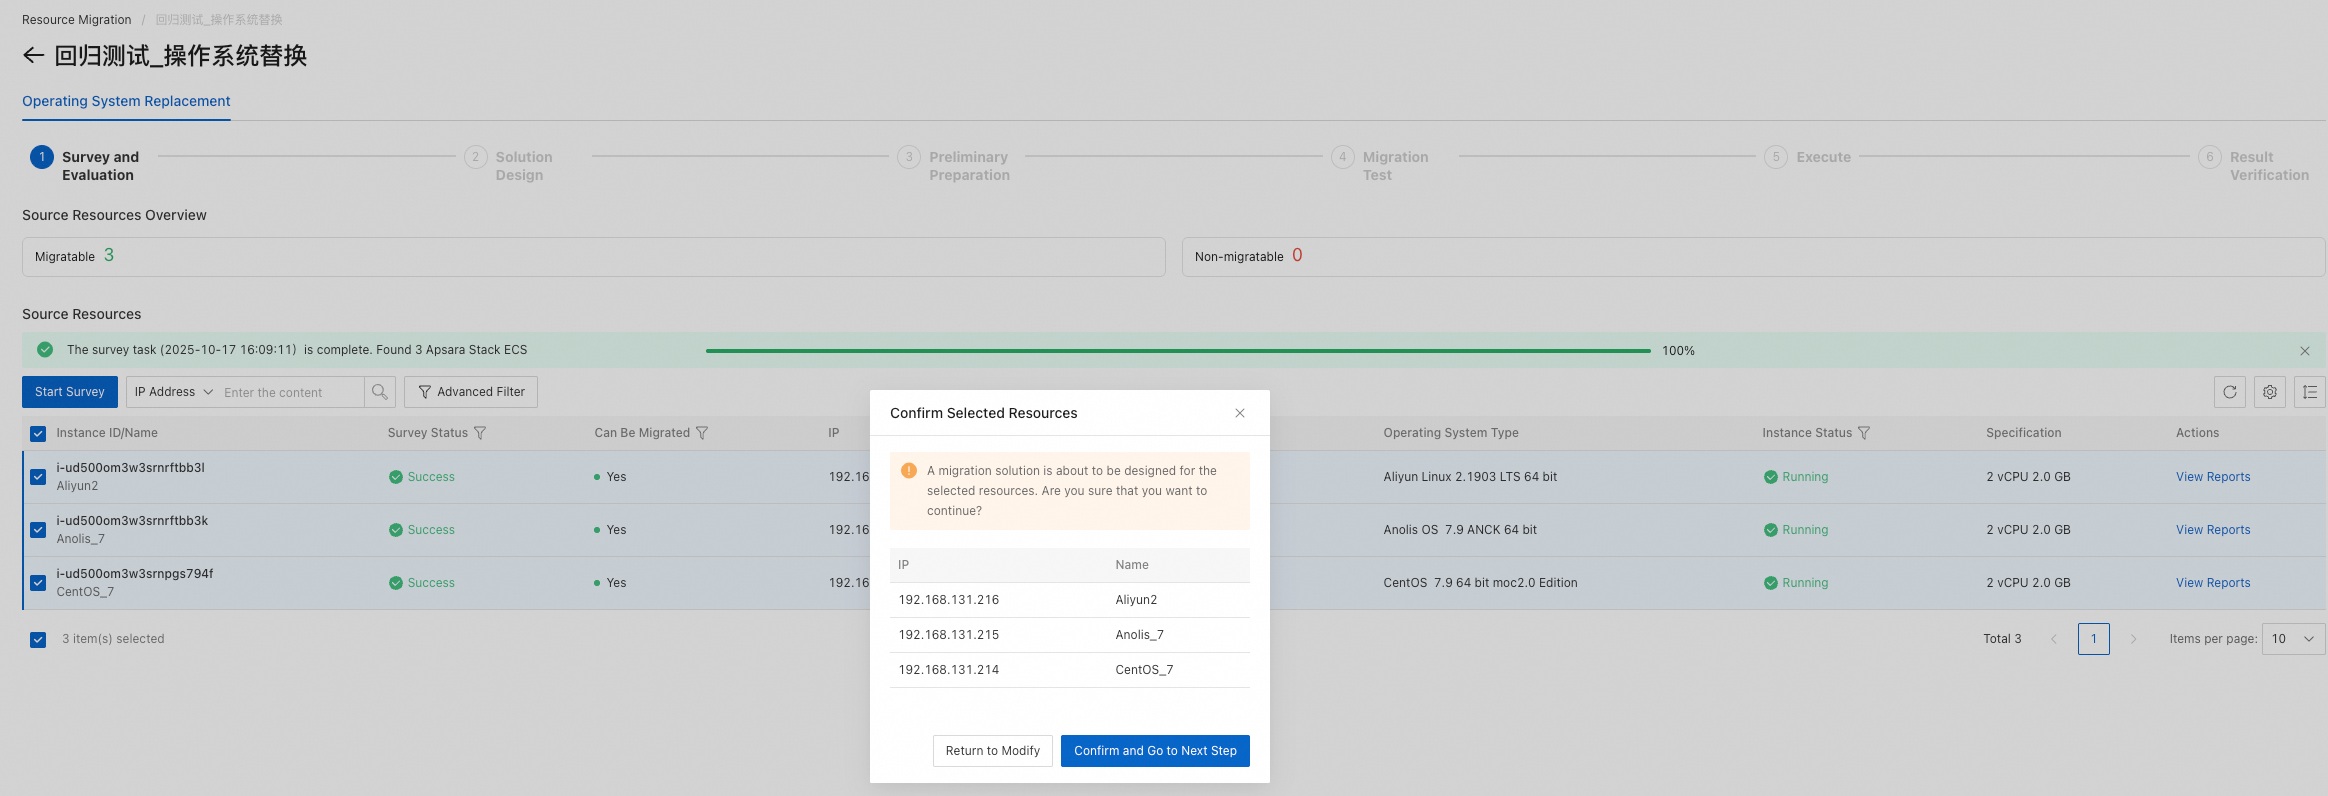 Resource Migration / 回归测试_操作系统替换
回归测试_操作系统替换
Operating System Replacement
1 Survey and Evaluation
2 Solution Design
3 Preliminary Preparation
4 Migration Test
5 Execute
6 Result Verification
Source Resources Overview
Migratable 3
Non-migratable 0
Source Resources
The survey task (2025-10-17 16:09:11) is complete. Found 3 Apsara Stack ECS 100%
Start Survey IP Address Enter the content Advanced Filter
Instance ID/Name Survey Status Can Be Migrated IP Operating System Type Instance Status Specification Actions
i-ud500om3w3srnrftbb3l
Aliyun2
Success Yes 192.16 Aliyun Linux 2.1903 LTS 64 bit Running 2 vCPU 2.0 GB View Reports
i-ud500om3w3srnrftbb3k
Anolis_7
Success Yes 192.16 Anolis OS 7.9 ANCK 64 bit Running 2 vCPU 2.0 GB View Reports
i-ud500om3w3srnpgs794f
CentOS_7
Success Yes 192.16 CentOS 7.9 64 bit moc2.0 Edition Running 2 vCPU 2.0 GB View Reports
3 item(s) selected
Total 3 1 Items per page: 10
Confirm Selected Resources
A migration solution is about to be designed for the
selected resources. Are you sure that you want to
continue?
IP Name
192.168.131.216 Aliyun2
192.168.131.215 Anolis_7
192.168.131.214 CentOS_7
Return to Modify Confirm and Go to Next Step